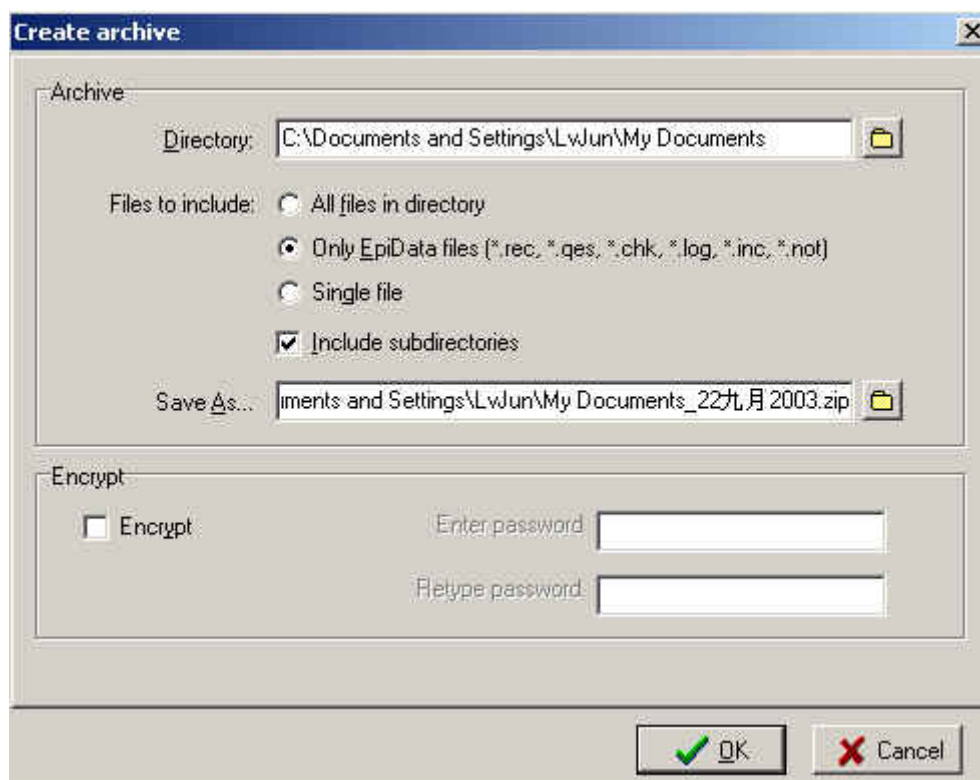 Create archive
Archive
Directory: C:\Documents and Settings\LvJun\My Documents
Files to include: All files in directory
Only EpiData files (*.rec, *.qes, *.chk, *.log, *.inc, *.not)
Single file
Include subdirectories
Save As... iments and Settings\LvJun\My Documents_22九月2003.zip
Encrypt
Encrypt Enter password
Retype password
OK Cancel